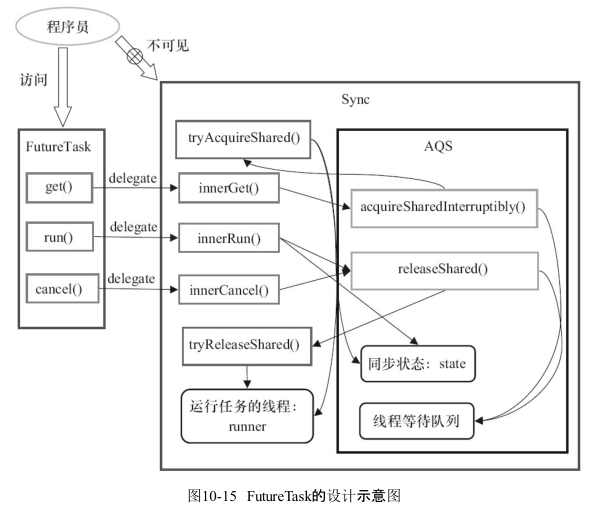 程序员
不可见
访问
Sync
FutureTask
tryAcquireShared()
AQS
get()
delegate
innerGet()
acquireSharedInterruptibly()
run()
delegate
innerRun()
releaseShared()
cancel()
delegate
innerCancel()
tryReleaseShared()
同步状态：state
运行任务的线程：
runner
线程等待队列
图10-15 FutureTask的设计示意图